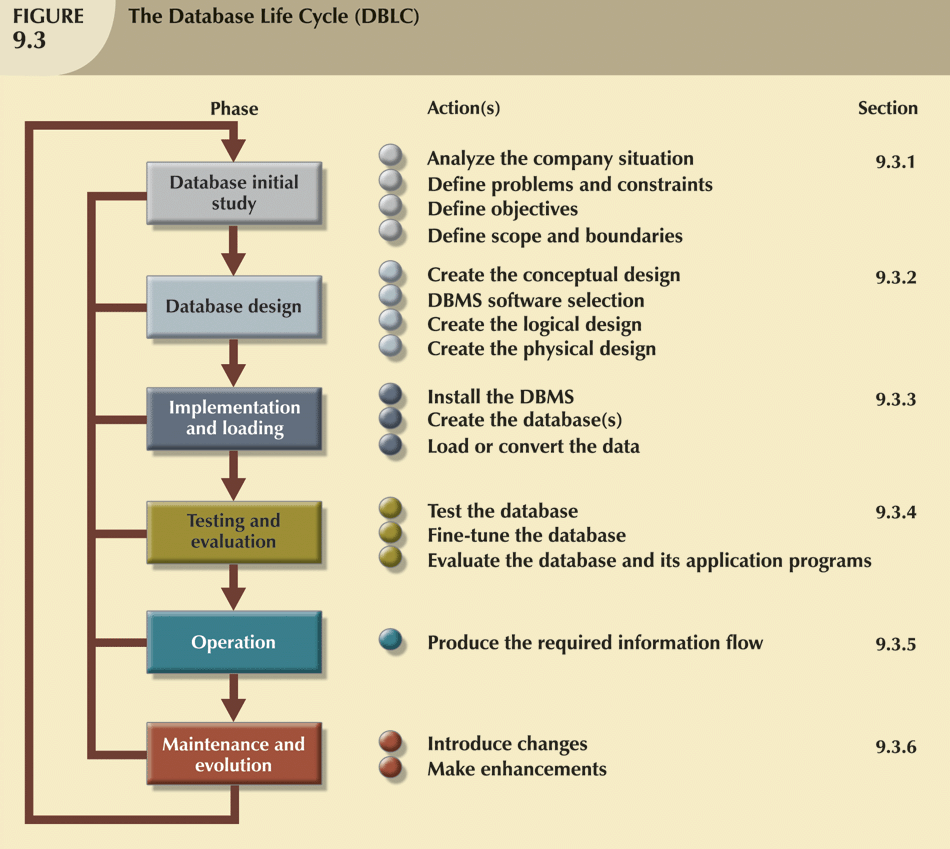 FIGURE
9.3
The Database Life Cycle (DBLC)
Phase
Action(s)
Section
Database initial
study
Analyze the company situation
Define problems and constraints
Define objectives
Define scope and boundaries
9.3.1
Database design
Create the conceptual design
DBMS software selection
Create the logical design
Create the physical design
9.3.2
Implementation
and loading
Install the DBMS
Create the database(s)
Load or convert the data
9.3.3
Testing and
evaluation
Test the database
Fine-tune the database
Evaluate the database and its application programs
9.3.4
Operation
Produce the required information flow
9.3.5
Maintenance and
evolution
Introduce changes
Make enhancements
9.3.6